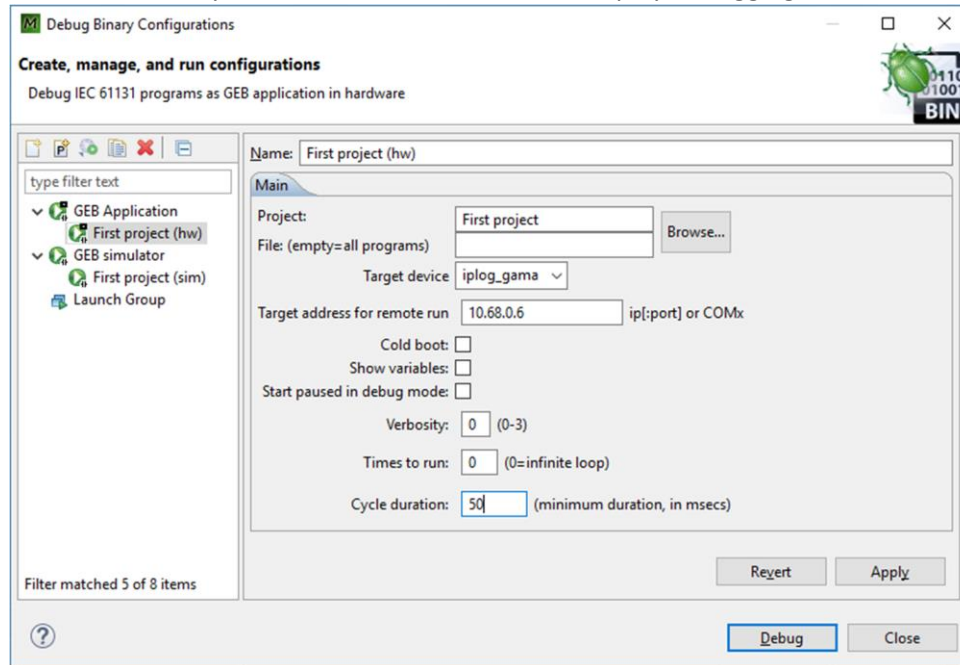 Debug Binary Configurations
Create, manage, and run configurations
Debug IEC 61131 programs as GEB application in hardware
BIN
Name: First project (hw)
type filter text
Main
GEB Application
First project (hw)
GEB simulator
First project (sim)
Launch Group
Project: First project
Browse...
File: (empty=all programs)
Target device iplog_gama
Target address for remote run 10.68.0.6 ip[:port] or COMx
Cold boot:
Show variables:
Start paused in debug mode:
Verbosity: 0 (0-3)
Times to run: 0 (0=infinite loop)
Cycle duration: 50 (minimum duration, in msecs)
Revert Apply
Filter matched 5 of 8 items
Debug Close